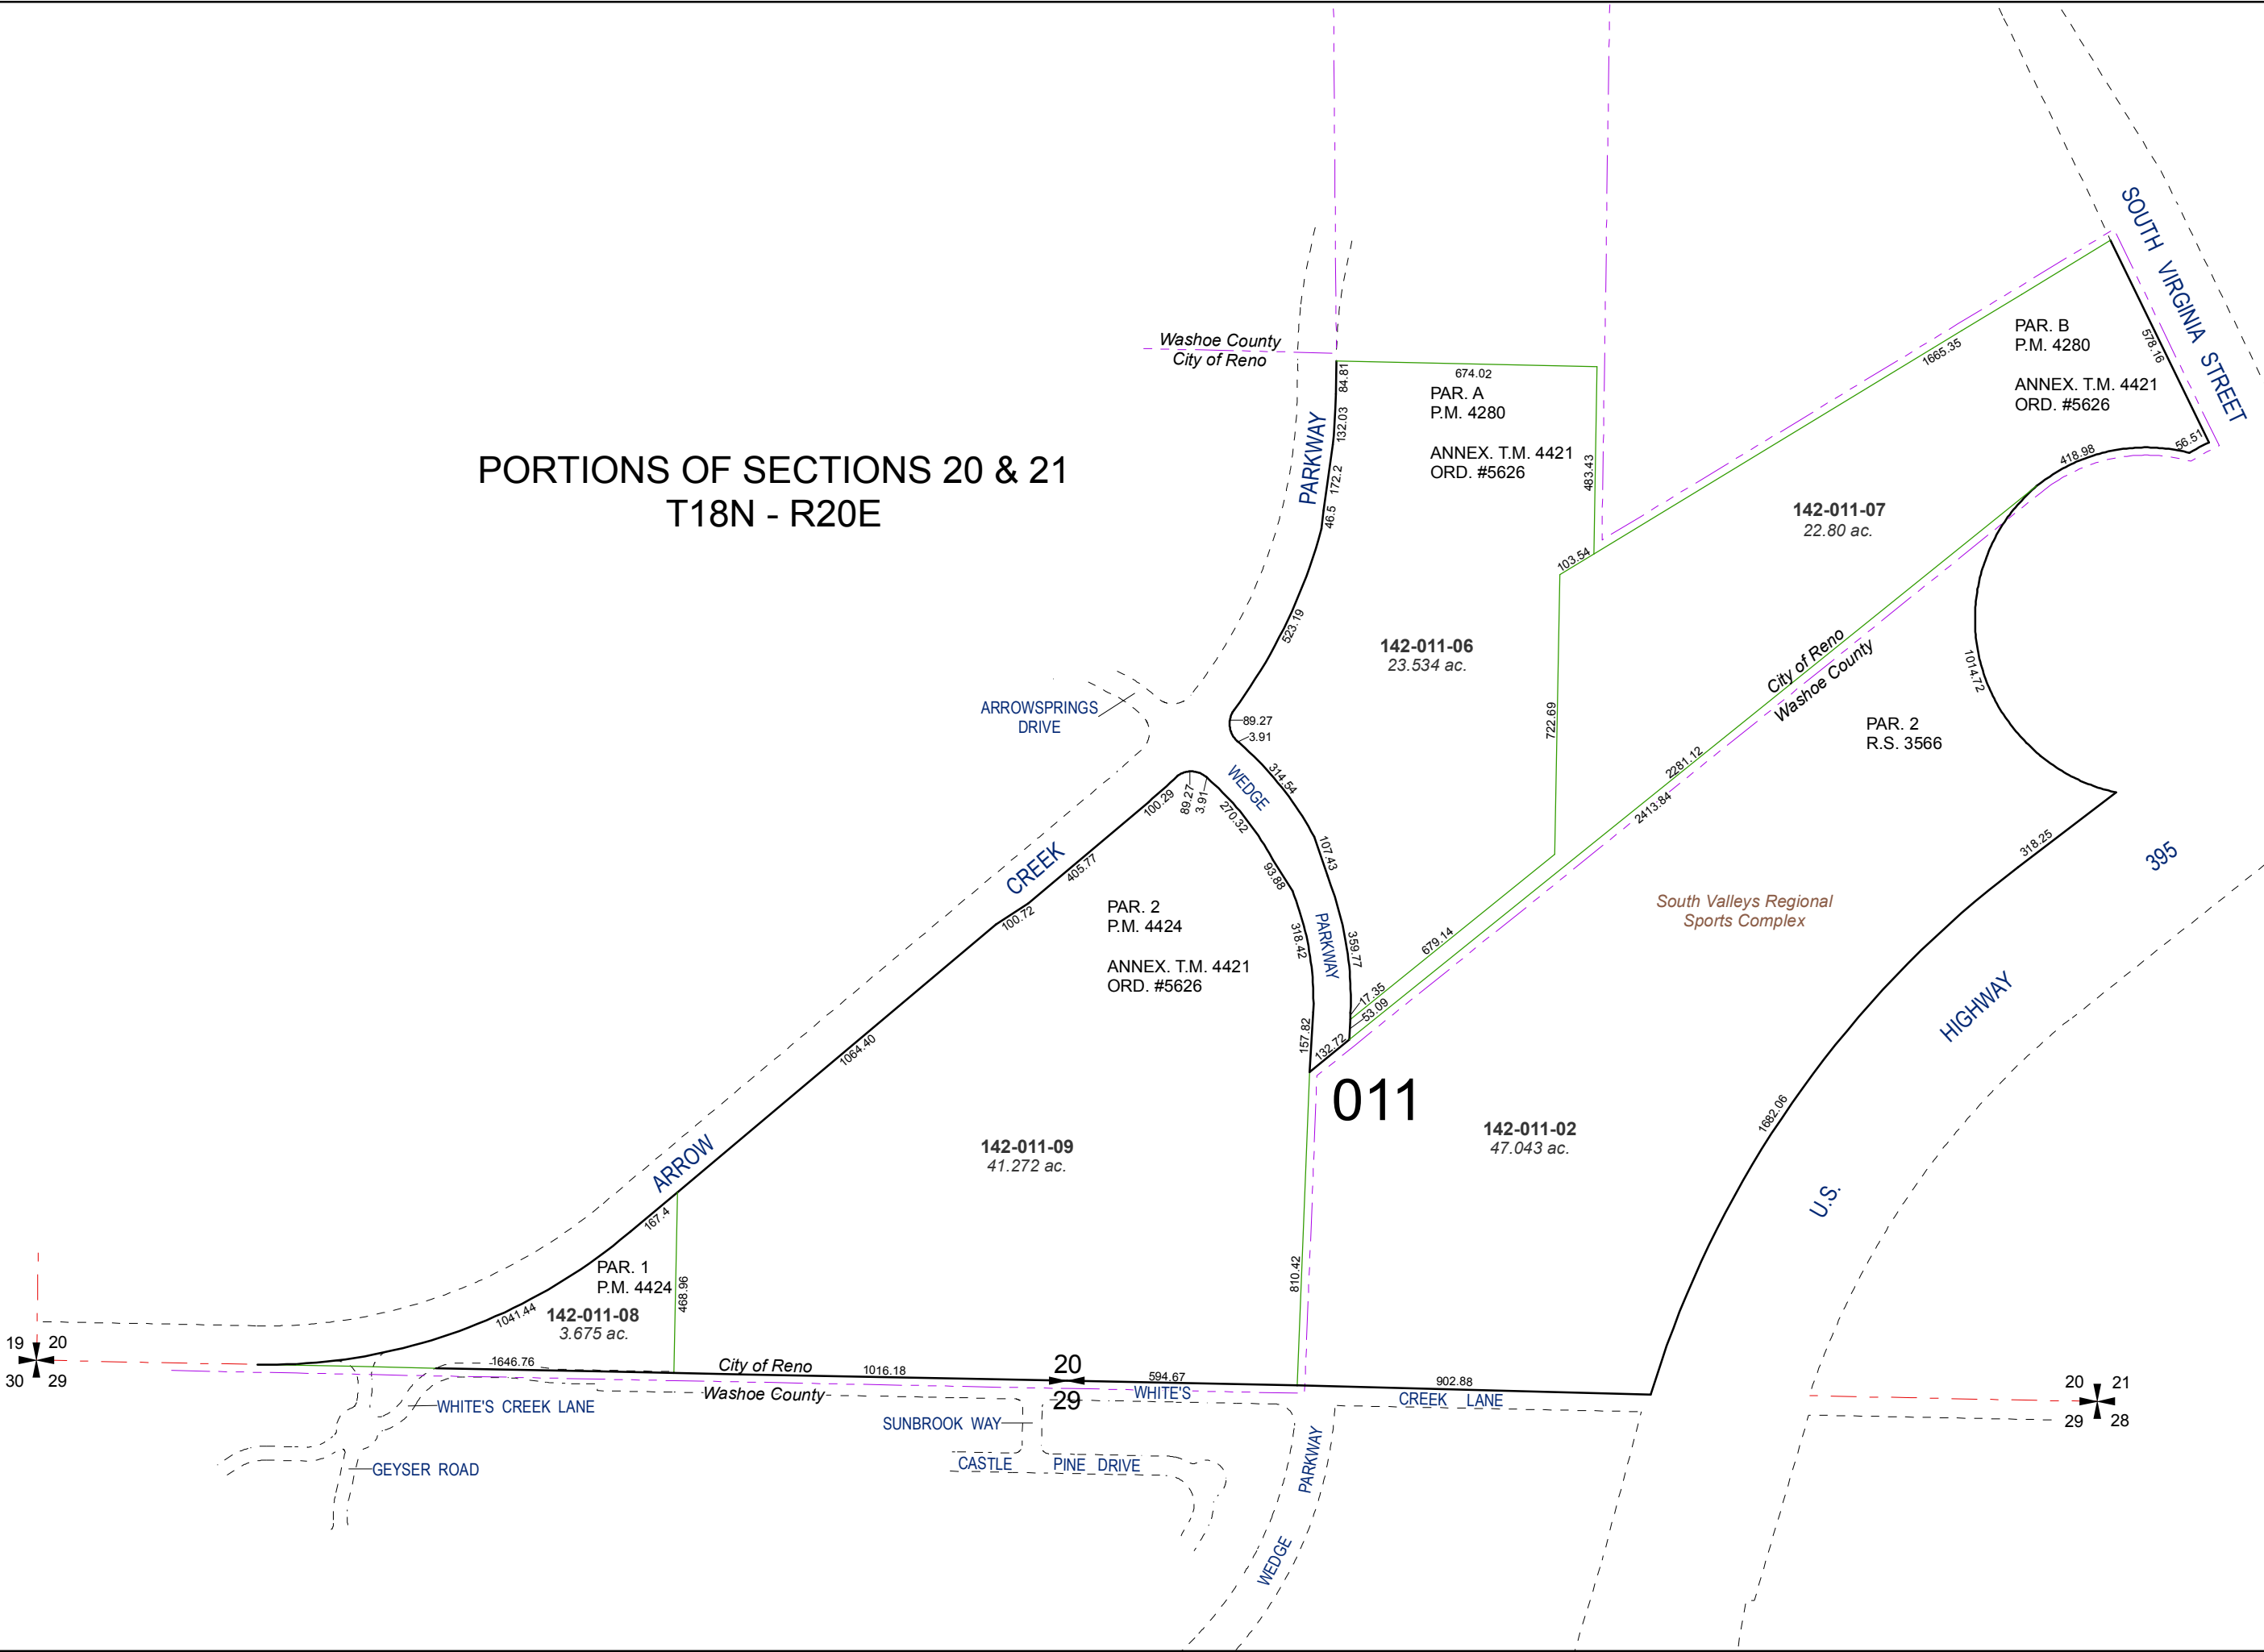 SOUTH VIRGINIA STREET
PAR. B
P.M. 4280
ANNEX. T.M. 4421
ORD. #5626
578.16
1665.35
56.51
418.98
Washoe County
City of Reno
674.02
84.81
132.03
172.2
46.5
PARKWAY
PAR. A
P.M. 4280
ANNEX. T.M. 4421
ORD. #5626
483.43
PORTIONS OF SECTIONS 20 & 21
T18N - R20E
142-011-07
22.80 ac.
103.54
523.19
142-011-06
23.534 ac.
City of Reno
Washoe County
1014.72
ARROWSPRINGS
DRIVE
89.27
3.91
722.69
PAR. 2
R.S. 3566
2281.12
2413.84
WEDGE
314.54
100.29
89.27
3.91
270.32
107.43
93.88
318.25
395
CREEK
405.77
100.72
PAR. 2
P.M. 4424
ANNEX. T.M. 4421
ORD. #5626
318.42
PARKWAY
359.77
679.14
South Valleys Regional
Sports Complex
17.35
53.09
157.82
132.72
HIGHWAY
1064.40
011
1682.06
142-011-02
47.043 ac.
142-011-09
41.272 ac.
ARROW
U.S.
167.4
PAR. 1
P.M. 4424
468.96
810.42
1041.44
142-011-08
3.675 ac.
19 20
30 29
1646.76
City of Reno
Washoe County
1016.18
20
29
594.67
WHITE'S
902.88
CREEK LANE
20 21
29 28
WHITE'S CREEK LANE
SUNBROOK WAY
GEYSER ROAD
CASTLE PINE DRIVE
PARKWAY
WEDGE